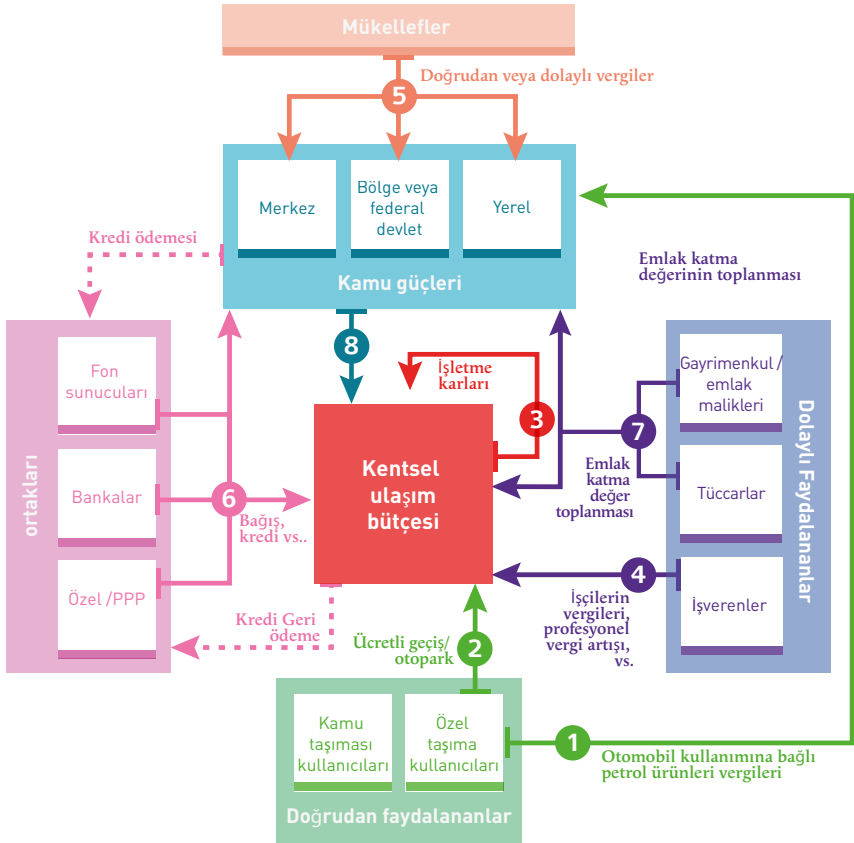 Mükellefler
Doğrudan veya dolaylı vergiler
5
Merkez
Bölge veya
federal
devlet
Yerel
Kamu güçleri
Kredi ödemesi
Emlak katma
değerinin toplanması
8
Fon
sunucuları
Bankalar
Özel /PPP
ortakları
6
Bağış,
kredi vs..
İşletme
karları
3
Kentsel
ulaşım
bütçesi
7
Emlak
katma
değer
toplanması
Gayrimenkul /
emlak
malikleri
Tüccarlar
İşverenler
Dolaylı Faydalananlar
4
İşçilerin
vergileri,
profesyonel
vergi artışı,
vs.
Kredi Geri
ödeme
Ücretli geçiş/
otopark
2
Kamu
taşıması
kullanıcıları
Özel
taşıma
kullanıcıları
Doğrudan faydalananlar
1
Otomobil kullanımına bağlı
petrol ürünleri vergileri